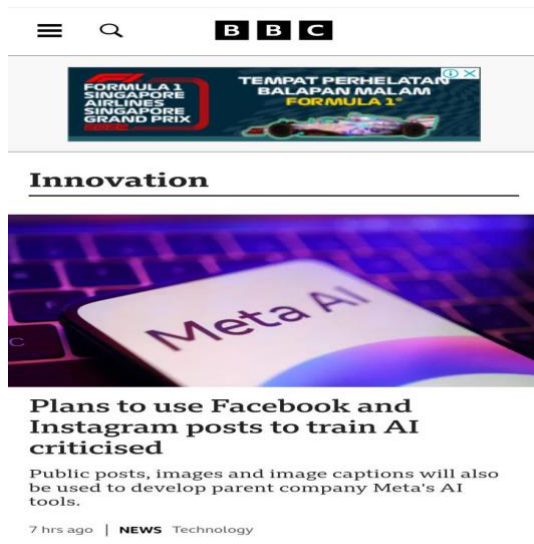 BBC
FORMULA 1
SINGAPORE
AIRLINES
SINGAPORE
GRAND PRIX
TEMPAT PERHELATAN
BALAPAN MALAM
FORMULA 1®
Innovation
Meta AI
C
Plans to use Facebook and
Instagram posts to train AI
criticised
Public posts, images and image captions will also
be used to develop parent company Meta's AI
tools.
7 hrs ago | NEWS Technology